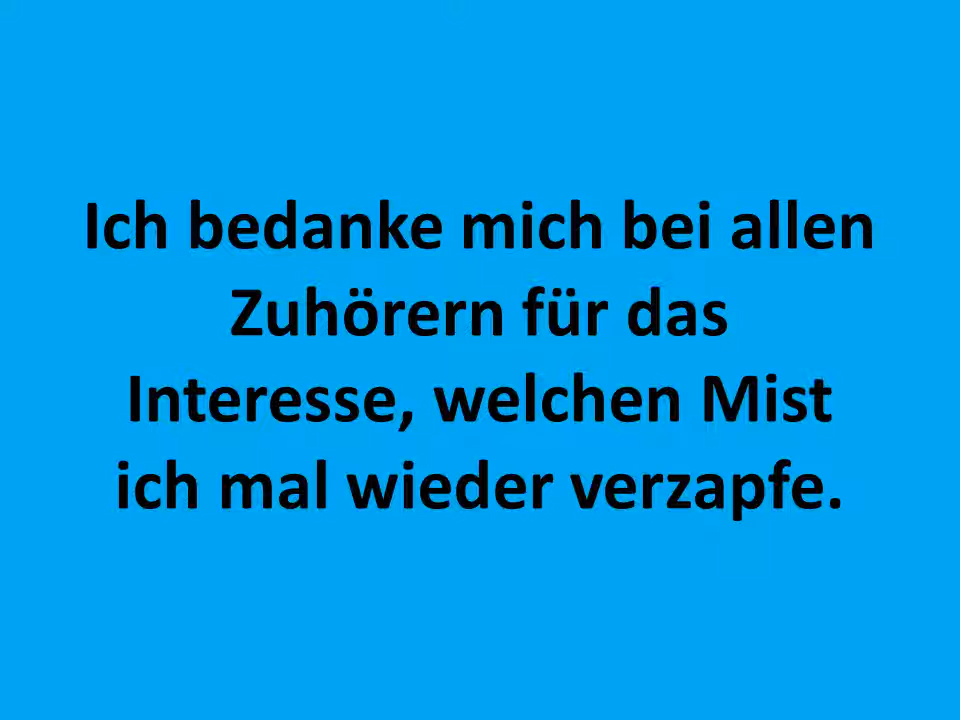 Ich bedanke mich bei allen
Zuhörern für das
Interesse, welchen Mist
ich mal wieder verzapfe.